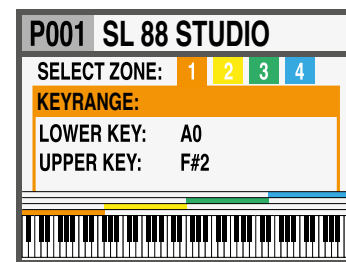 P001 SL 88 STUDIO
SELECT ZONE: 1 2 3 4
KEYRANGE:
LOWER KEY: A0
UPPER KEY: F#2